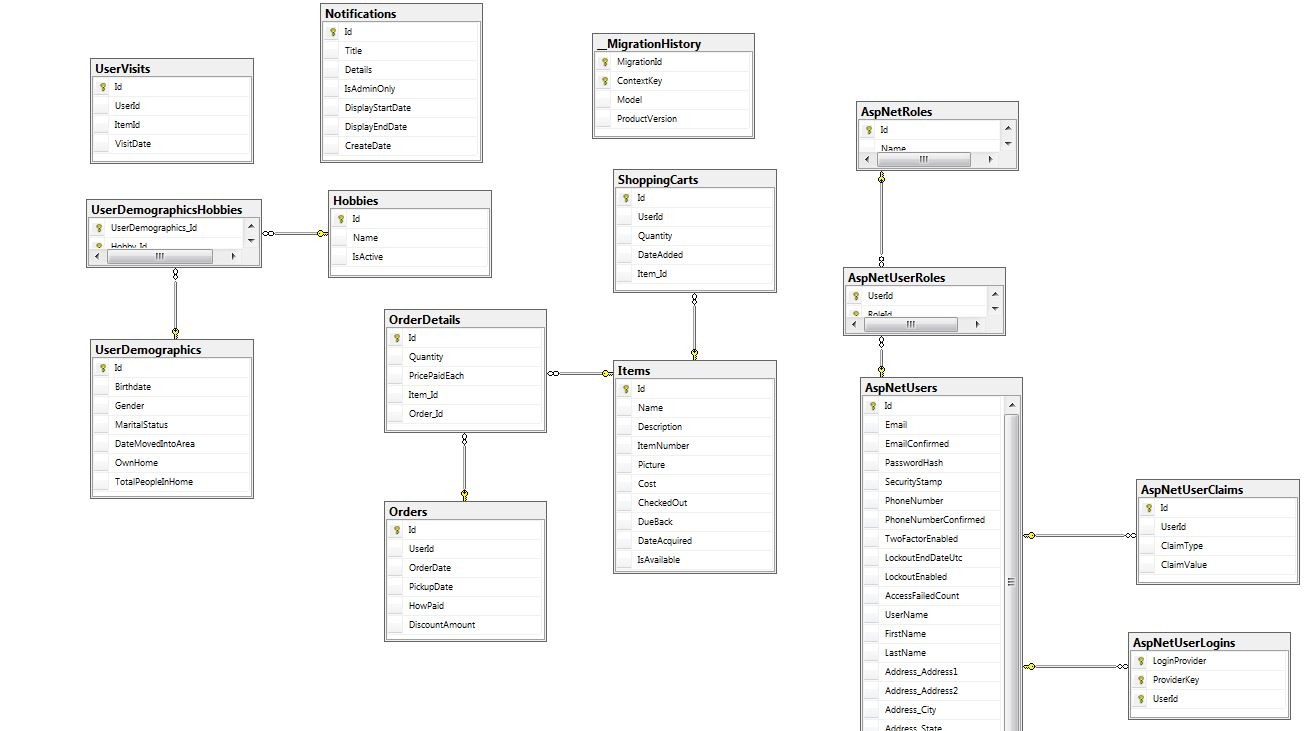 Notifications
Id
Title
Details
IsAdminOnly
DisplayStartDate
DisplayEndDate
CreateDate
__MigrationHistory
MigrationId
ContextKey
Model
ProductVersion
UserVisits
Id
UserId
ItemId
VisitDate
AspNetRoles
Id
Name
ShoppingCarts
Id
UserId
Quantity
DateAdded
Item_Id
UserDemographicsHobbies
UserDemographics_Id
Hobby_Id
Hobbies
Id
Name
IsActive
AspNetUserRoles
UserId
RoleId
OrderDetails
Id
Quantity
PricePaidEach
Item_Id
Order_Id
UserDemographics
Id
Birthdate
Gender
MaritalStatus
DateMovedIntoArea
OwnHome
TotalPeopleInHome
Items
Id
Name
Description
ItemNumber
Picture
Cost
CheckedOut
DueBack
DateAcquired
IsAvailable
AspNetUsers
Id
Email
EmailConfirmed
PasswordHash
SecurityStamp
PhoneNumber
PhoneNumberConfirmed
TwoFactorEnabled
LockoutEndDateUtc
LockoutEnabled
AccessFailedCount
UserName
FirstName
LastName
Address_Address1
Address_Address2
Address_City
Address_State
Orders
Id
UserId
OrderDate
PickupDate
HowPaid
DiscountAmount
AspNetUserClaims
Id
UserId
ClaimType
ClaimValue
AspNetUserLogins
LoginProvider
ProviderKey
UserId